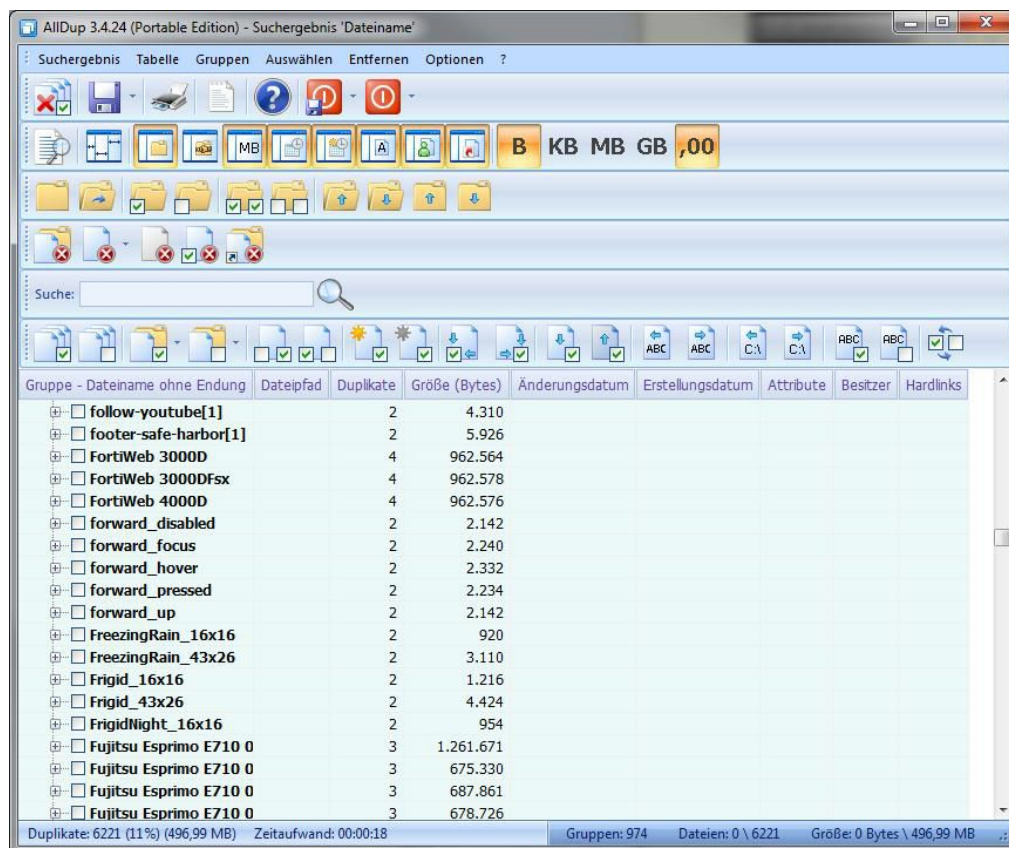 AllDup 3.4.24 (Portable Edition) - Suchergebnis 'Dateiname'
Suchergebnis Tabelle Gruppen Auswählen Entfernen Optionen ?
MB A B KB MB GB ,00
Suche:
ABC ABC C:\ C:\ ABC ABC
Gruppe - Dateiname ohne Endung Dateipfad Duplikate Größe (Bytes) Änderungsdatum Erstellungsdatum Attribute Besitzer Hardlinks
follow-youtube[1] 2 4.310
footer-safe-harbor[1] 2 5.926
FortiWeb 3000D 4 962.564
FortiWeb 3000DFsx 4 962.578
FortiWeb 4000D 4 962.576
forward_disabled 2 2.142
forward_focus 2 2.240
forward_hover 2 2.332
forward_pressed 2 2.234
forward_up 2 2.142
FreezingRain_16x16 2 920
FreezingRain_43x26 2 3.110
Frigid_16x16 2 1.216
Frigid_43x26 2 4.424
FrigidNight_16x16 2 954
Fujitsu Esprimo E710 0 3 1.261.671
Fujitsu Esprimo E710 0 3 675.330
Fujitsu Esprimo E710 0 3 687.861
Fujitsu Esprimo E710 0 3 678.726
Duplikate: 6221 (11%) (496,99 MB) Zeitaufwand: 00:00:18 Gruppen: 974 Dateien: 0 \ 6221 Größe: 0 Bytes \ 496,99 MB